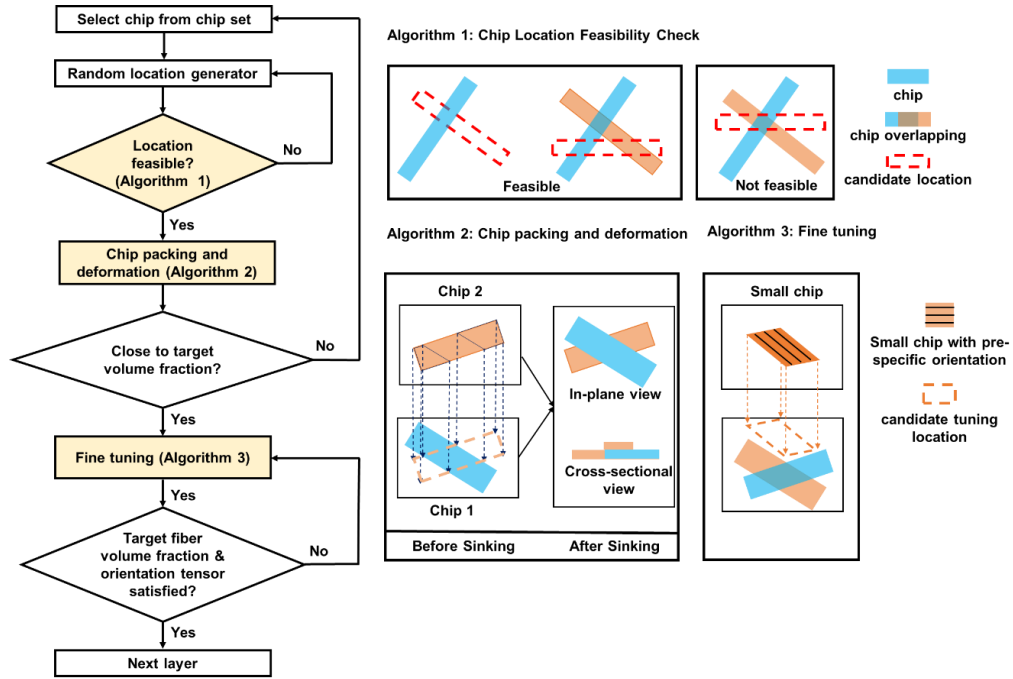 Select chip from chip set
Random location generator
Location
feasible?
(Algorithm 1)
No
Yes
Chip packing and
deformation (Algorithm 2)
Close to target
volume fraction?
No
Yes
Fine tuning (Algorithm 3)
Yes
Target fiber
volume fraction &
orientation tensor
satisfied?
No
Yes
Next layer
Algorithm 1: Chip Location Feasibility Check
Feasible
Not feasible
chip
chip overlapping
candidate location
Algorithm 2: Chip packing and deformation
Chip 2
Chip 1
In-plane view
Cross-sectional
view
Before Sinking
After Sinking
Algorithm 3: Fine tuning
Small chip
Small chip with pre-
specific orientation
candidate tuning
location